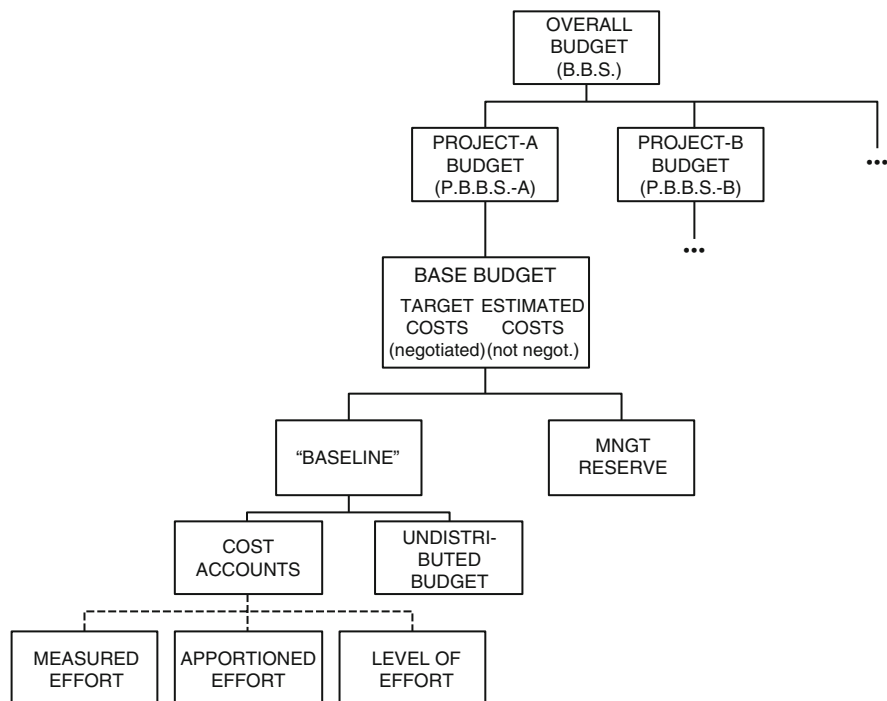 OVERALL
BUDGET
(B.B.S.)
PROJECT-A
BUDGET
(P.B.B.S.-A)
PROJECT-B
BUDGET
(P.B.B.S.-B)
...
...
BASE BUDGET
TARGET ESTIMATED
COSTS COSTS
(negotiated) (not negot.)
“BASELINE”
MNGT
RESERVE
COST
ACCOUNTS
UNDISTRI-
BUTED
BUDGET
MEASURED
EFFORT
APPORTIONED
EFFORT
LEVEL OF
EFFORT